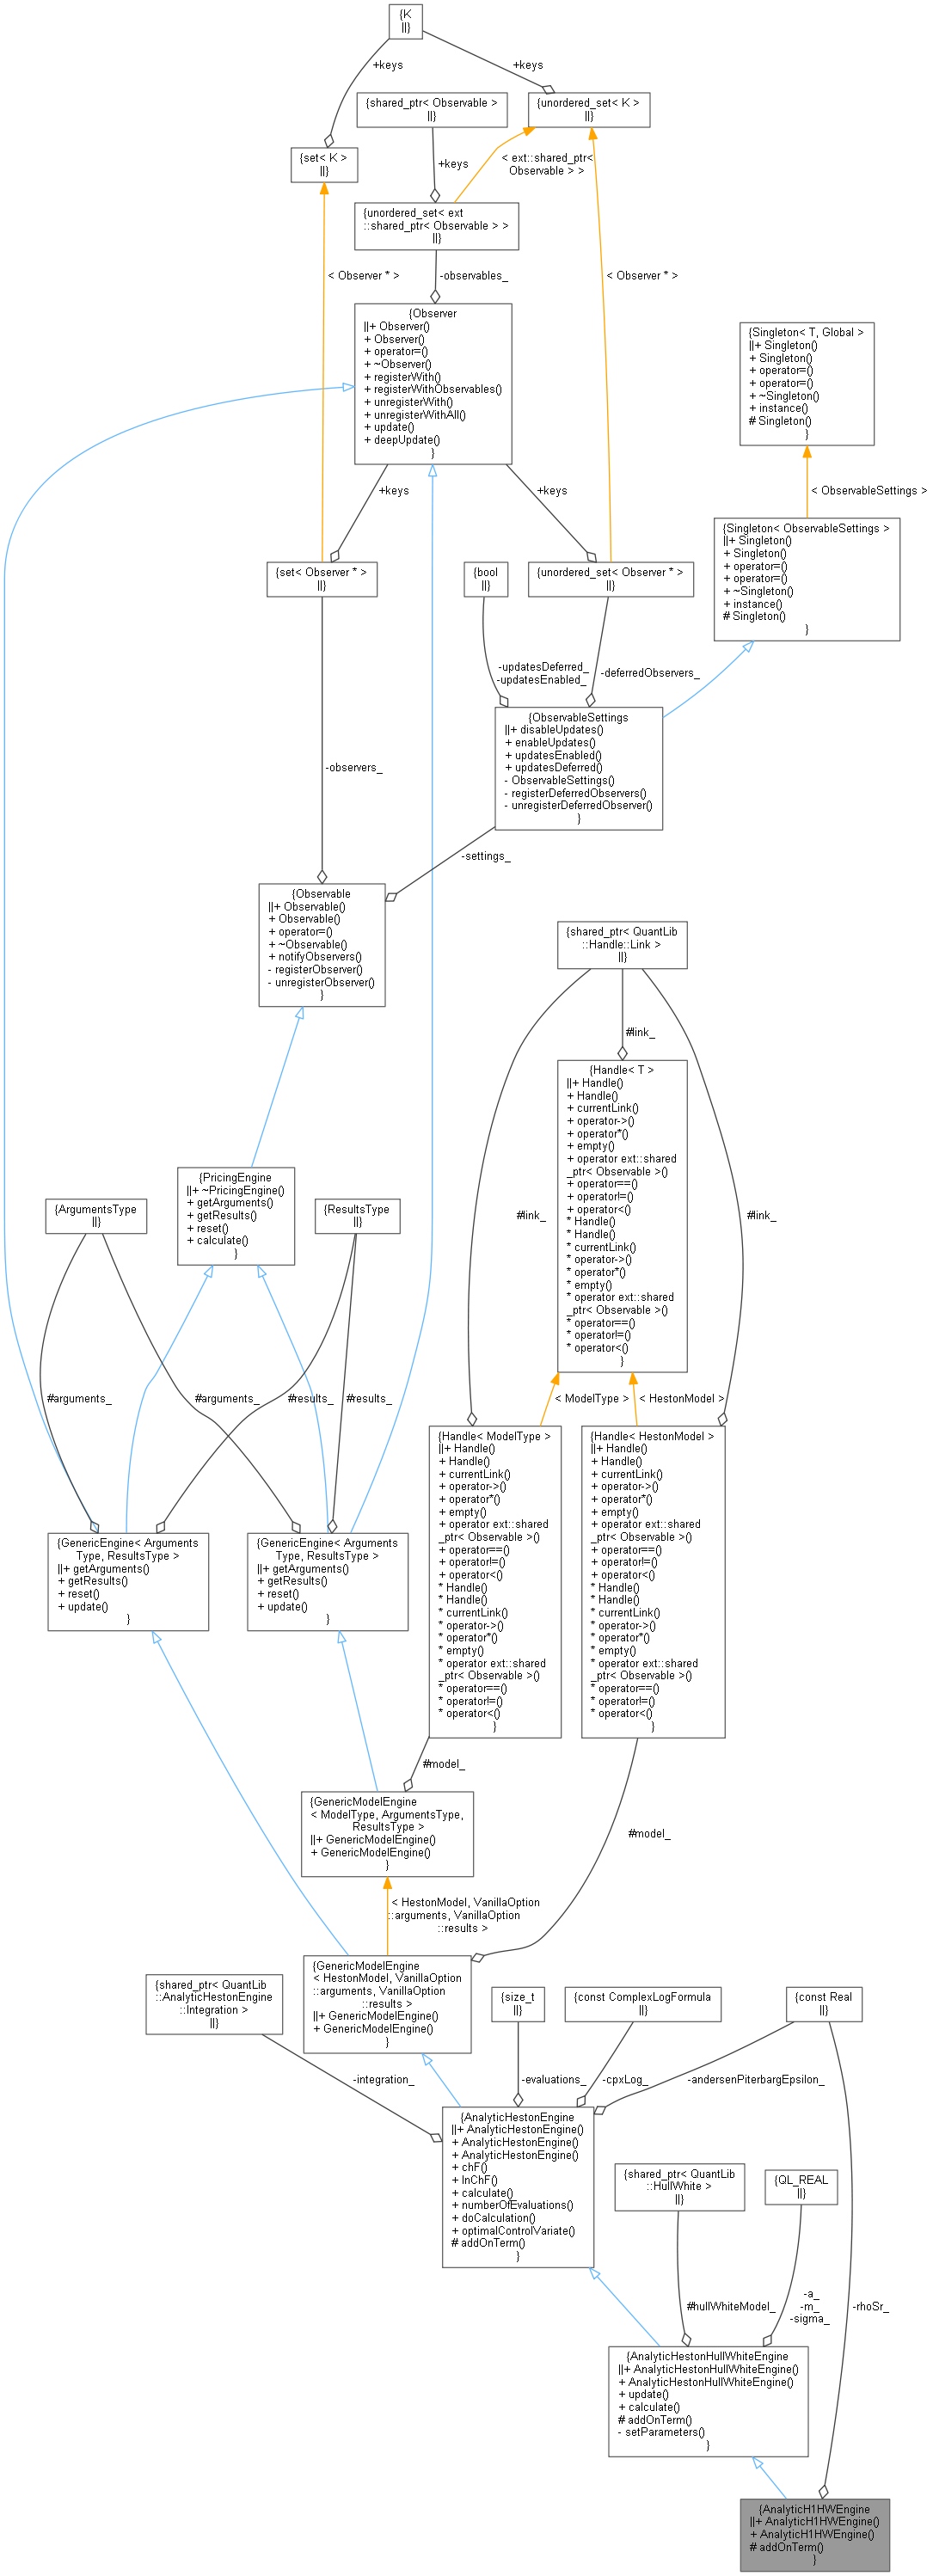 {K
||}
+keys
+keys
{shared_ptr< Observable >
||}
{unordered_set< K >
||}
{set< K >
||}
+keys
< ext::shared_ptr<
Observable > >
{unordered_set< ext
::shared_ptr< Observable > >
||}
< Observer * >
-observables_
< Observer * >
{Observer
||+ Observer()
+ Observer()
+ operator=()
+ ~Observer()
+ registerWith()
+ registerWithObservables()
+ unregisterWith()
+ unregisterWithAll()
+ update()
+ deepUpdate()
}
{Singleton< T, Global >
||+ Singleton()
+ Singleton()
+ operator=()
+ operator=()
+ ~Singleton()
+ instance()
# Singleton()
}
+keys
+keys
< ObservableSettings >
{Singleton< ObservableSettings >
||+ Singleton()
+ Singleton()
+ operator=()
+ operator=()
+ ~Singleton()
+ instance()
# Singleton()
}
{set< Observer * >
||}
{bool
||}
{unordered_set< Observer * >
||}
-updatesDeferred_
-updatesEnabled_
-deferredObservers_
{ObservableSettings
||+ disableUpdates()
+ enableUpdates()
+ updatesEnabled()
+ updatesDeferred()
- ObservableSettings()
- registerDeferredObservers()
- unregisterDeferredObserver()
}
-observers_
-settings_
{Observable
||+ Observable()
+ Observable()
+ operator=()
+ ~Observable()
+ notifyObservers()
- registerObserver()
- unregisterObserver()
}
{shared_ptr< QuantLib
::Handle::Link >
||}
#link_
{Handle< T >
||+ Handle()
+ Handle()
+ currentLink()
+ operator->()
+ operator*()
+ empty()
+ operator ext::shared
_ptr< Observable >()
+ operator==()
+ operator!=()
+ operator<()
* Handle()
* Handle()
* currentLink()
* operator->()
* operator*()
* empty()
* operator ext::shared
_ptr< Observable >()
* operator==()
* operator!=()
* operator<()
}
{PricingEngine
||+ ~PricingEngine()
+ getArguments()
+ getResults()
+ reset()
+ calculate()
}
{ArgumentsType
||}
{ResultsType
||}
#link_
#link_
#arguments_
#arguments_
#results_
#results_
< ModelType >
< HestonModel >
{Handle< ModelType >
||+ Handle()
+ Handle()
+ currentLink()
+ operator->()
+ operator*()
+ empty()
+ operator ext::shared
_ptr< Observable >()
+ operator==()
+ operator!=()
+ operator<()
* Handle()
* Handle()
* currentLink()
* operator->()
* operator*()
* empty()
* operator ext::shared
_ptr< Observable >()
* operator==()
* operator!=()
* operator<()
}
{Handle< HestonModel >
||+ Handle()
+ Handle()
+ currentLink()
+ operator->()
+ operator*()
+ empty()
+ operator ext::shared
_ptr< Observable >()
+ operator==()
+ operator!=()
+ operator<()
* Handle()
* Handle()
* currentLink()
* operator->()
* operator*()
* empty()
* operator ext::shared
_ptr< Observable >()
* operator==()
* operator!=()
* operator<()
}
{GenericEngine< Arguments
Type, ResultsType >
||+ getArguments()
+ getResults()
+ reset()
+ update()
}
{GenericEngine< Arguments
Type, ResultsType >
||+ getArguments()
+ getResults()
+ reset()
+ update()
}
#model_
{GenericModelEngine
< ModelType, ArgumentsType,
ResultsType >
||+ GenericModelEngine()
+ GenericModelEngine()
}
#model_
< HestonModel, VanillaOption
::arguments, VanillaOption
::results >
{GenericModelEngine
< HestonModel, VanillaOption
::arguments, VanillaOption
::results >
||+ GenericModelEngine()
+ GenericModelEngine()
}
{shared_ptr< QuantLib
::AnalyticHestonEngine
::Integration >
||}
{size_t
||}
{const ComplexLogFormula
||}
{const Real
||}
-integration_
-evaluations_
-cpxLog_
-andersenPiterbargEpsilon_
{AnalyticHestonEngine
||+ AnalyticHestonEngine()
+ AnalyticHestonEngine()
+ AnalyticHestonEngine()
+ chF()
+ lnChF()
+ calculate()
+ numberOfEvaluations()
+ doCalculation()
+ optimalControlVariate()
# addOnTerm()
}
{shared_ptr< QuantLib
::HullWhite >
||}
{QL_REAL
||}
#hullWhiteModel_
-a_
-m_
-sigma_
-rhoSr_
{AnalyticHestonHullWhiteEngine
||+ AnalyticHestonHullWhiteEngine()
+ AnalyticHestonHullWhiteEngine()
+ update()
+ calculate()
# addOnTerm()
- setParameters()
}
{AnalyticH1HWEngine
||+ AnalyticH1HWEngine()
+ AnalyticH1HWEngine()
# addOnTerm()
}